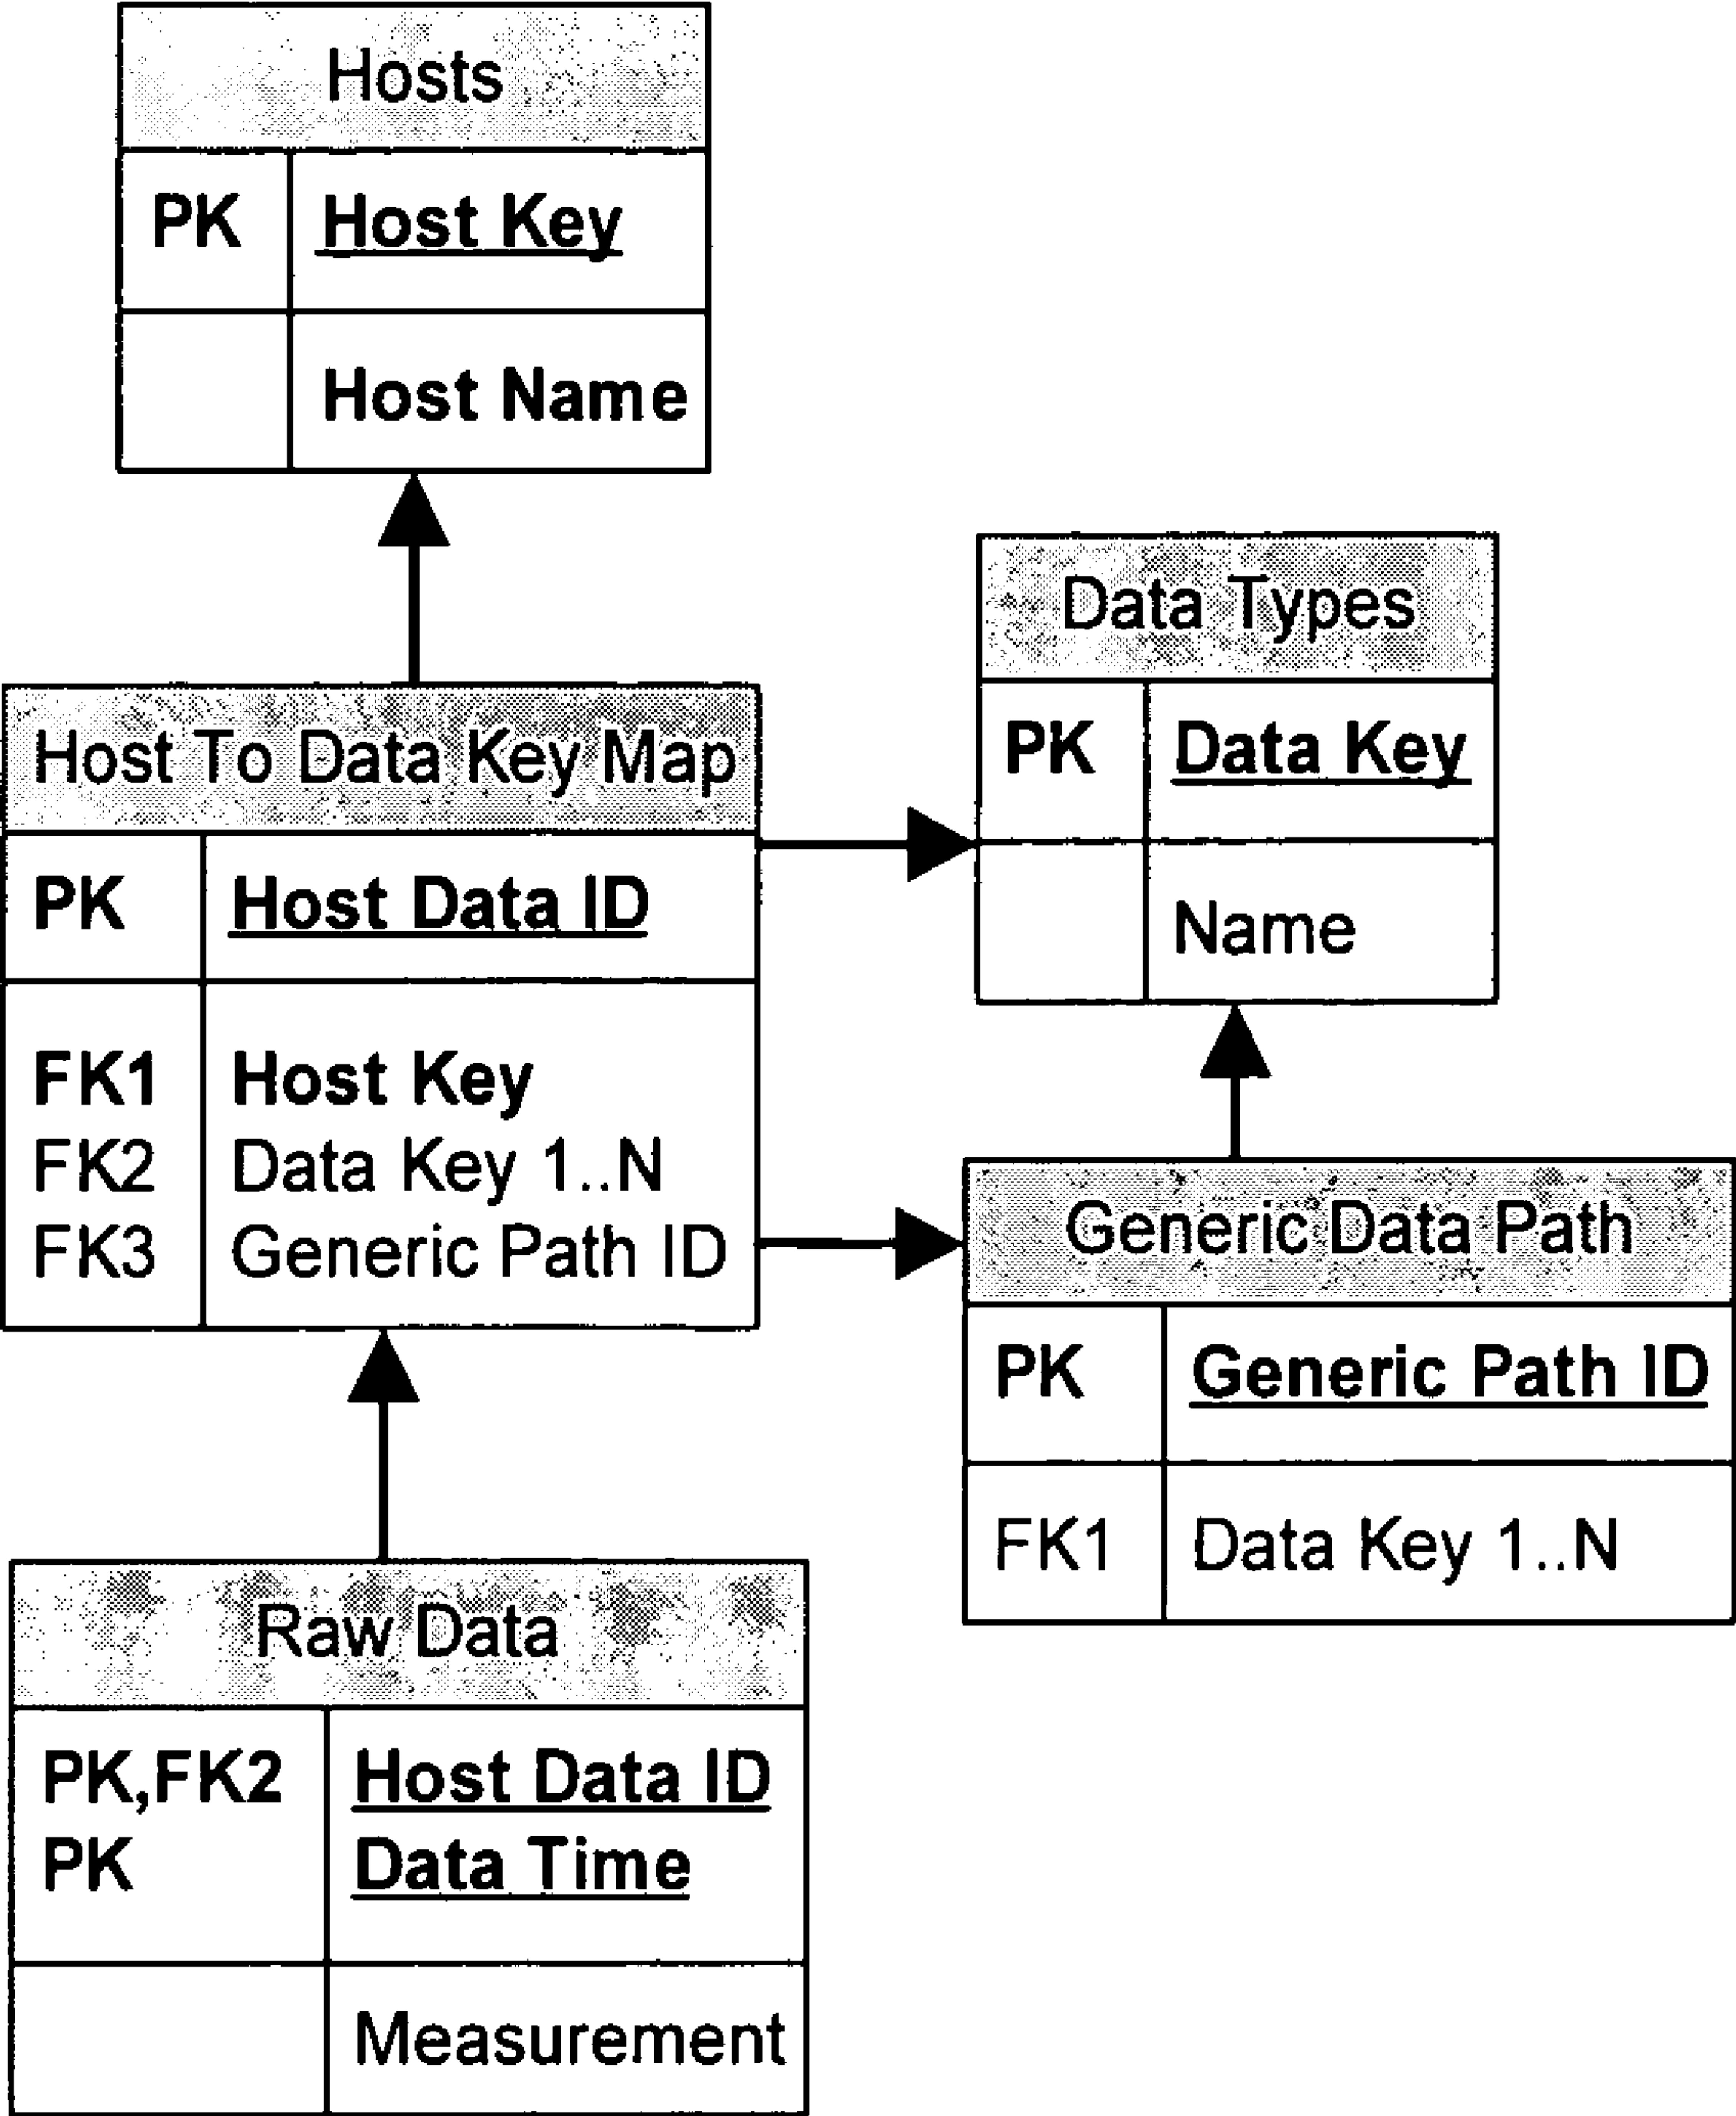 Hosts
PK Host Key
Host Name
Data Types
PK Data Key
Name
Host To Data Key Map
PK Host Data ID
FK1 Host Key
FK2 Data Key 1..N
FK3 Generic Path ID
Generic Data Path
PK Generic Path ID
FK1 Data Key 1..N
Raw Data
PK,FK2 Host Data ID
PK Data Time
Measurement